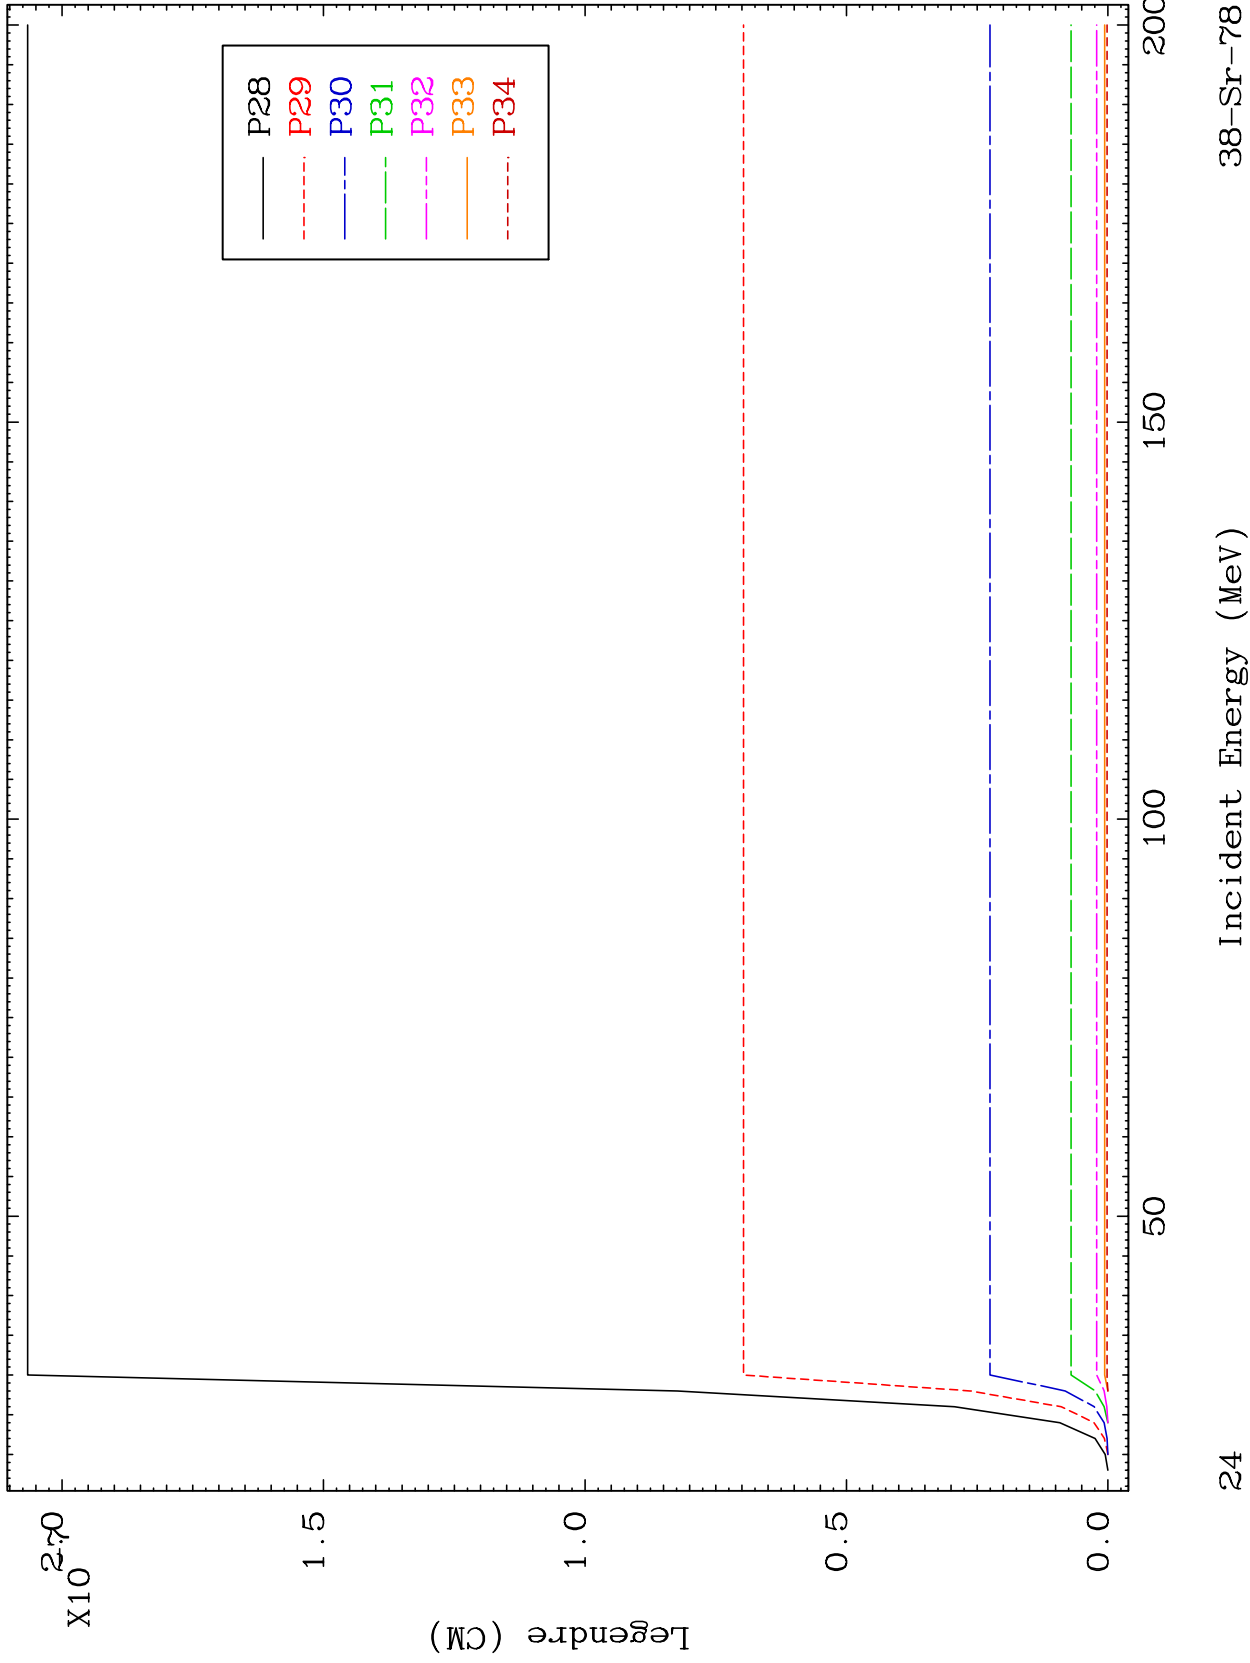 X10
-7
2.0
1.5
1.0
0.5
0.0
Legendre (CM)
P28
P29
P30
P31
P32
P33
P34
50
100
150
200
Incident Energy (MeV)
24
38-Sr-78